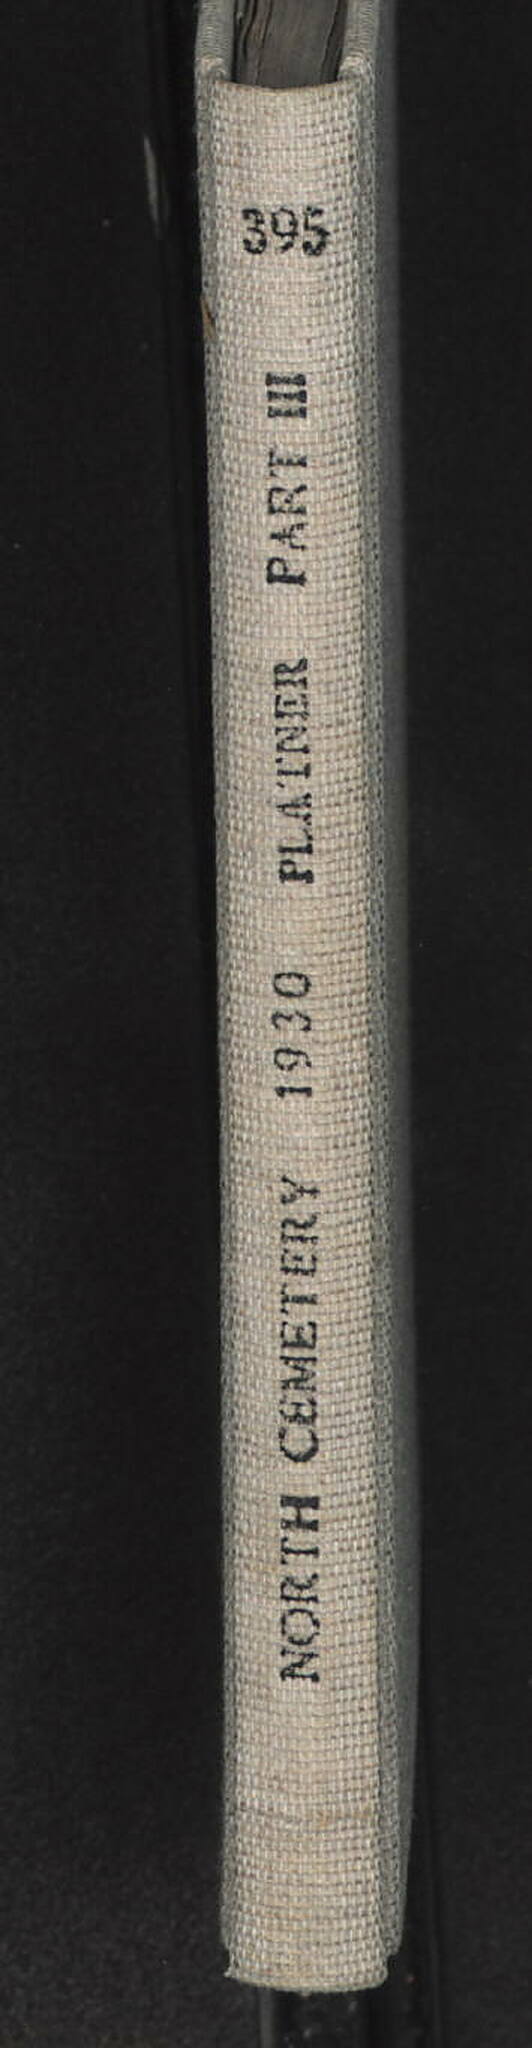 395
NORTH CEMETERY 1930 PLATNER PART III